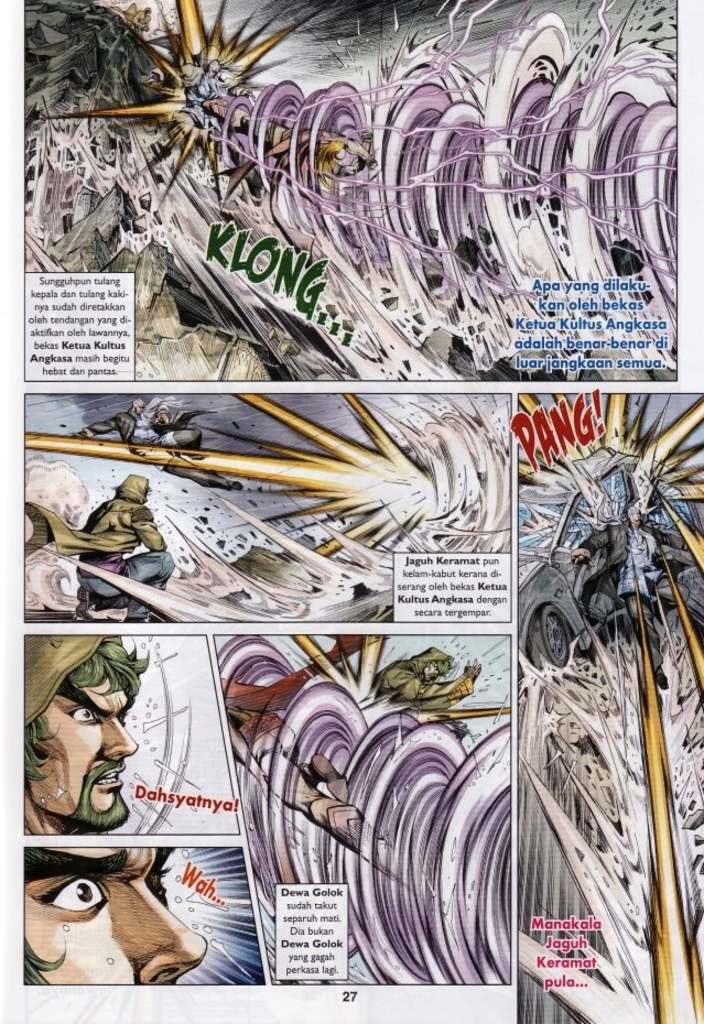 KLONG...
Sungguhpun tulang
kepala dan tulang kaki-
nya sudah diretakkan
oleh tendangan yang di-
aktifkan oleh lawannya,
bekas Ketua Kultus
Angkasa masih begitu
hebat dan pantas.
Apa yang dilaku-
kan oleh bekas
Ketua Kultus Angkasa
adalah benar-benar di
luar jangkaan semua.
Jaguh Keramat pun
kelam-kabut kerana di-
serang oleh bekas Ketua
Kultus Angkasa dengan
secara tergempar.
PANG!
Dahsyatnya!
Wah...
Dewa Golok
sudah takut
separuh mati.
Dia bukan
Dewa Golok
yang gagah
perkasa lagi.
Manakala
Jaguh
Keramat
pula...
27